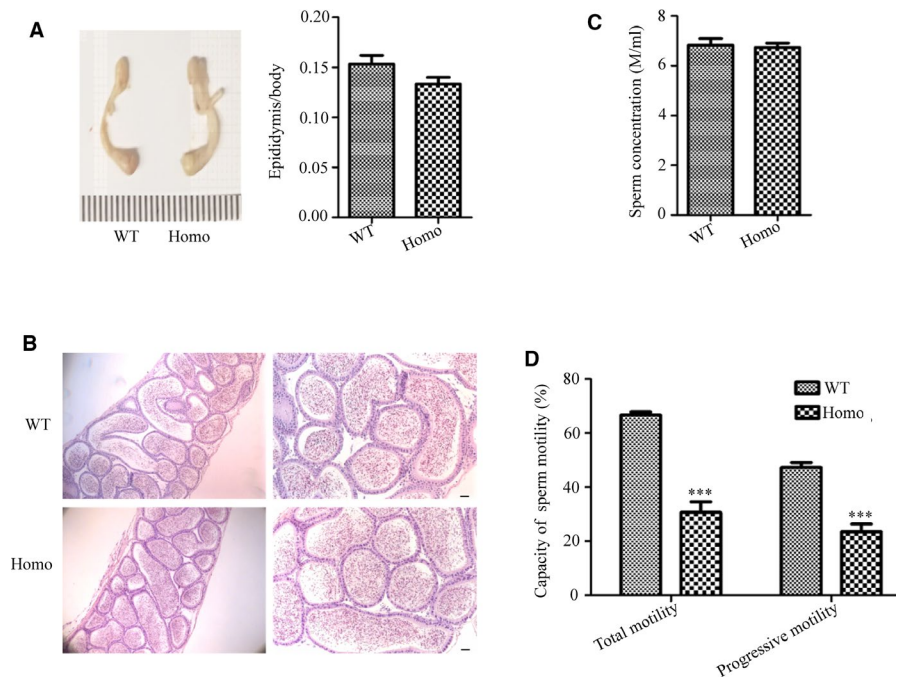 A
0.20
0.15
0.10
0.05
0.00
Epididymis/body
WT
Homo
WT Homo
C
8
6
4
2
0
Sperm concentration (M/ml)
WT
Homo
B
WT
Homo
D
80
60
40
20
0
Capacity of sperm motility (%)
WT
Homo
***
***
Total motility
Progressive motility